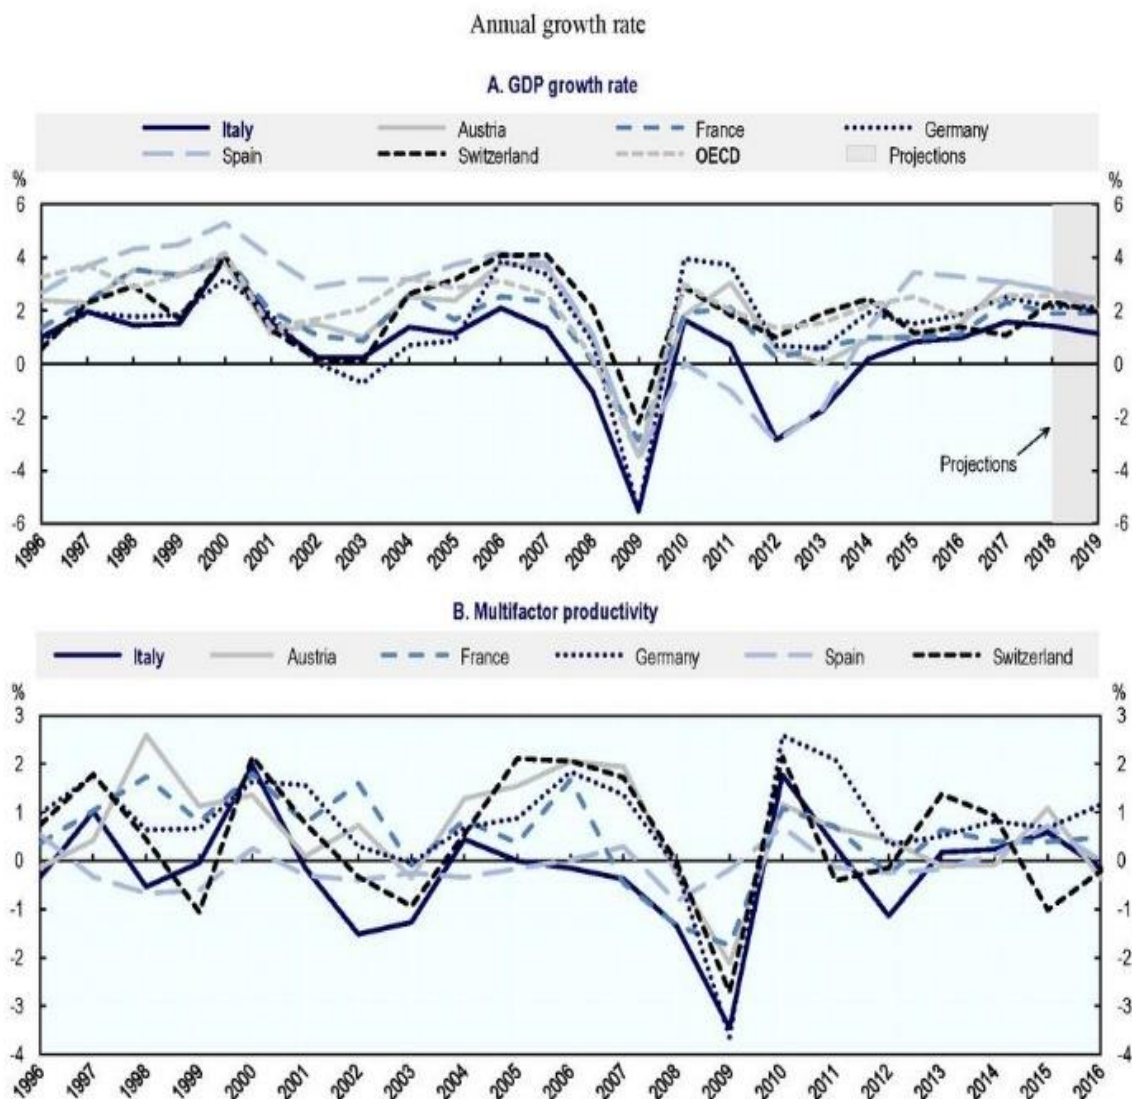 Annual growth rate
A. GDP growth rate
Italy Austria France Germany
Spain Switzerland OECD Projections
% %
6 6
4 4
2 2
0 0
-2 -2
Projections
-4 -4
-6 -6
1996 1997 1998 1999 2000 2001 2002 2003 2004 2005 2006 2007 2008 2009 2010 2011 2012 2013 2014 2015 2016 2017 2018 2019
B. Multifactor productivity
Italy Austria France Germany Spain Switzerland
% %
3 3
2 2
1 1
0 0
-1 -1
-2 -2
-3 -3
-4 -4
1996 1997 1998 1999 2000 2001 2002 2003 2004 2005 2006 2007 2008 2009 2010 2011 2012 2013 2014 2015 2016